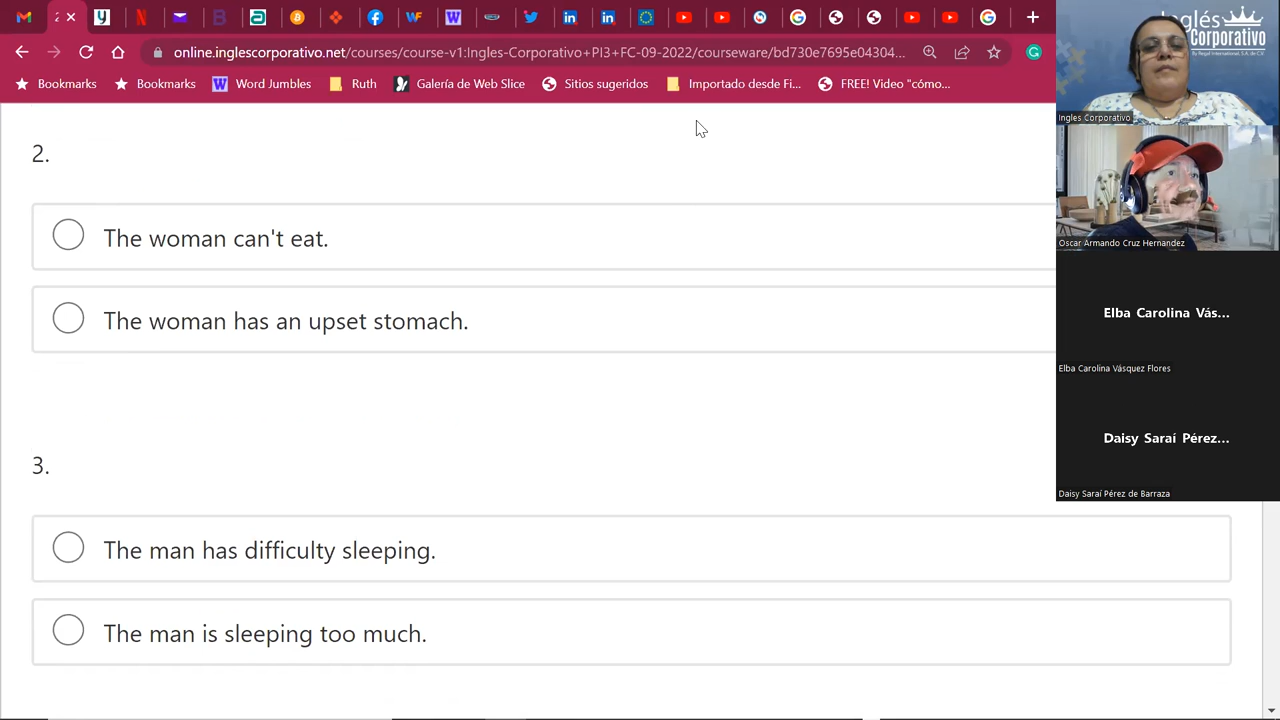 online.inglescorporativo.net/courses/course-v1:Ingles-Corporativo+PI3+FC-09-2022/courseware/bd730e7695e04304...
Bookmarks
Bookmarks
Word Jumbles
Ruth
Galería de Web Slice
Sitios sugeridos
Importado desde Fi...
FREE! Video "cómo...
2.
The woman can't eat.
The woman has an upset stomach.
3.
The man has difficulty sleeping.
The man is sleeping too much.
Inglés
Corporativo
By Regal International, S.A. de C.V.
Ingles Corporativo
Oscar Armando Cruz Hernandez
Elba Carolina Vás...
Elba Carolina Vásquez Flores
Daisy Saraí Pérez...
Daisy Saraí Pérez de Barraza